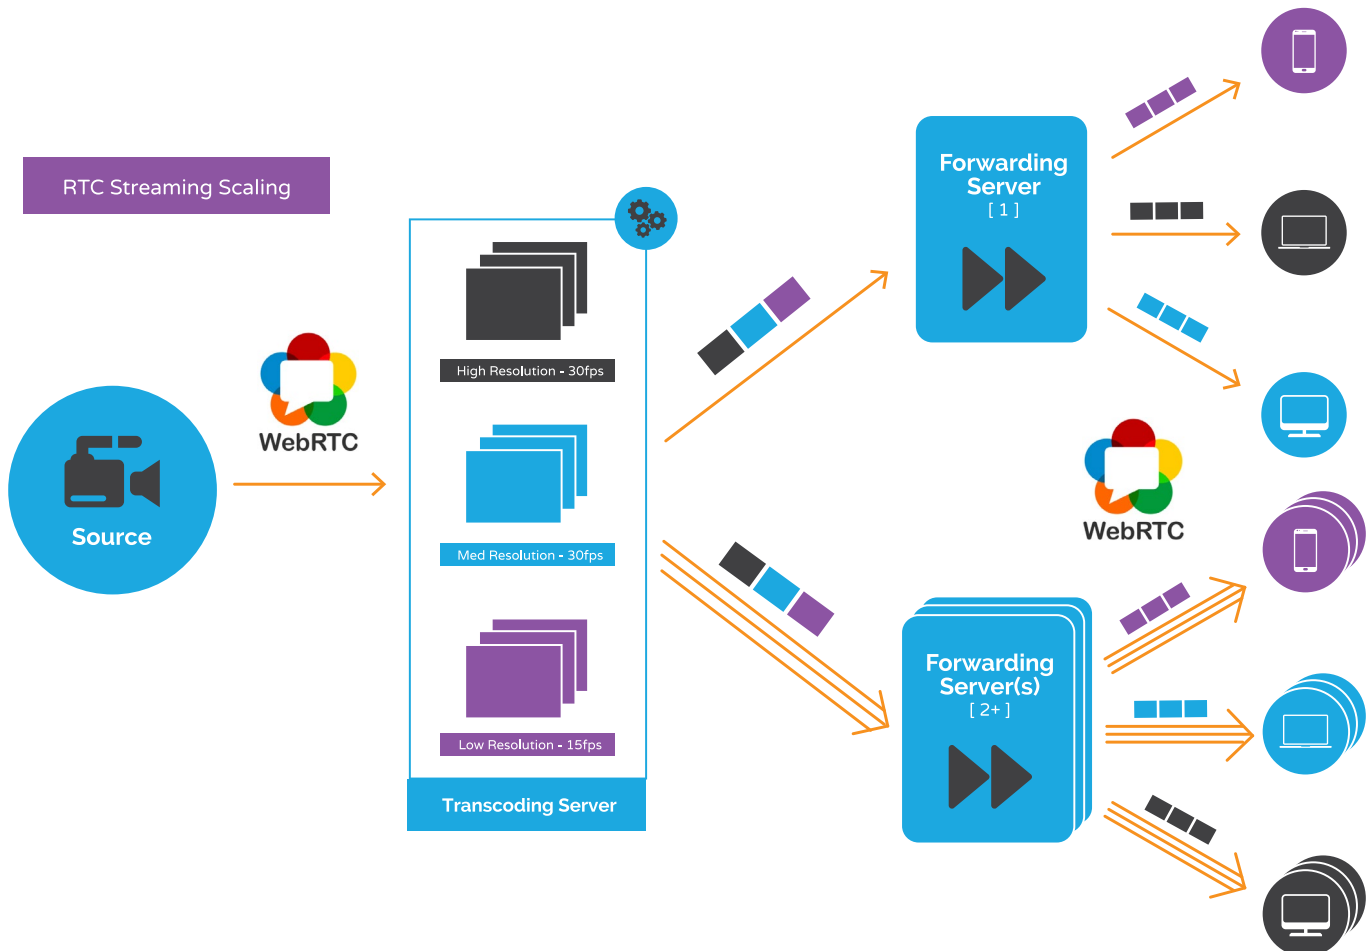 RTC Streaming Scaling
Source
WebRTC
High Resolution - 30fps
Med Resolution - 30fps
Low Resolution - 15fps
Transcoding Server
Forwarding
Server
[ 1 ]
WebRTC
Forwarding
Server(s)
[ 2+ ]